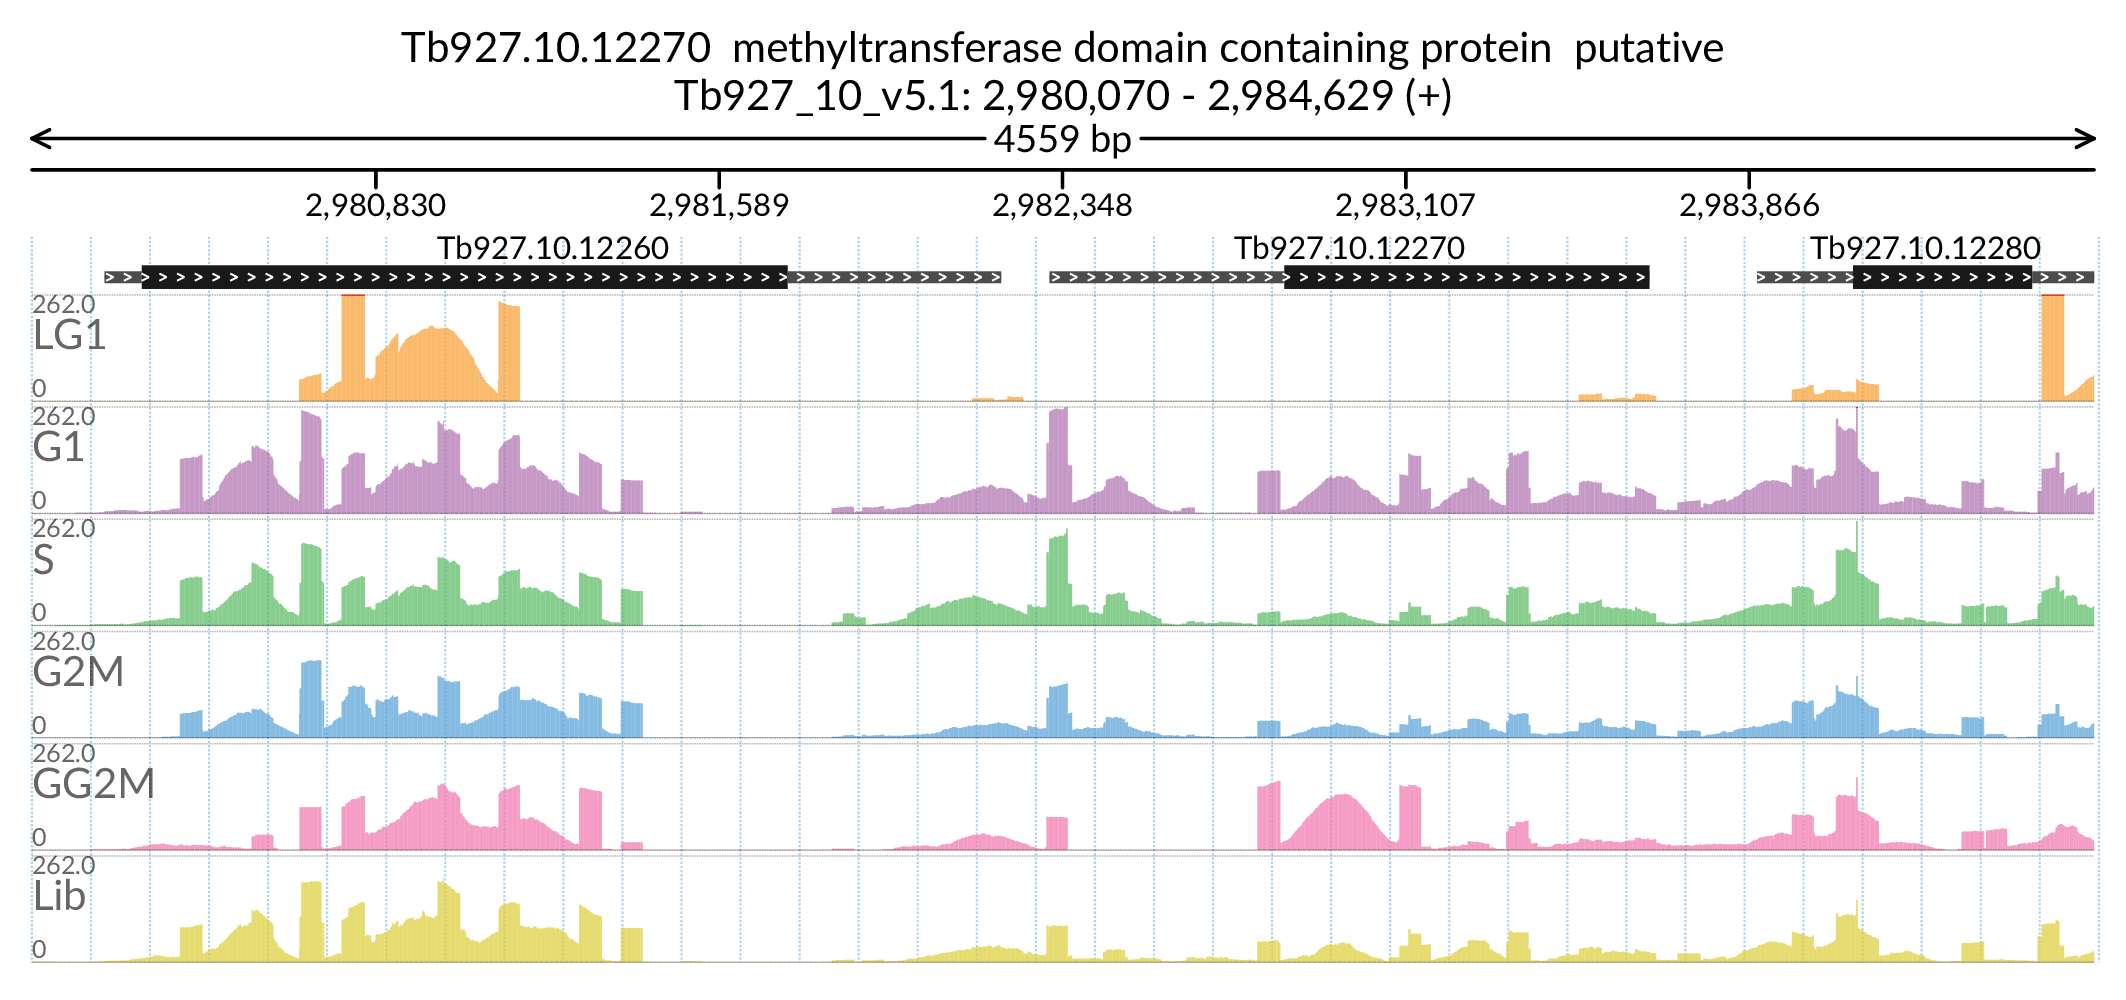 Tb927.10.12270  methyltransferase domain containing protein  putative
Tb927_10_v5.1: 2,980,070 - 2,984,629 (+)
4559 bp
2,980,830 2,981,589 2,982,348 2,983,107 2,983,866
Tb927.10.12260 Tb927.10.12270 Tb927.10.12280
262.0
LG1
0
262.0
G1
0
262.0
S
0
262.0
G2M
0
262.0
GG2M
0
262.0
Lib
0